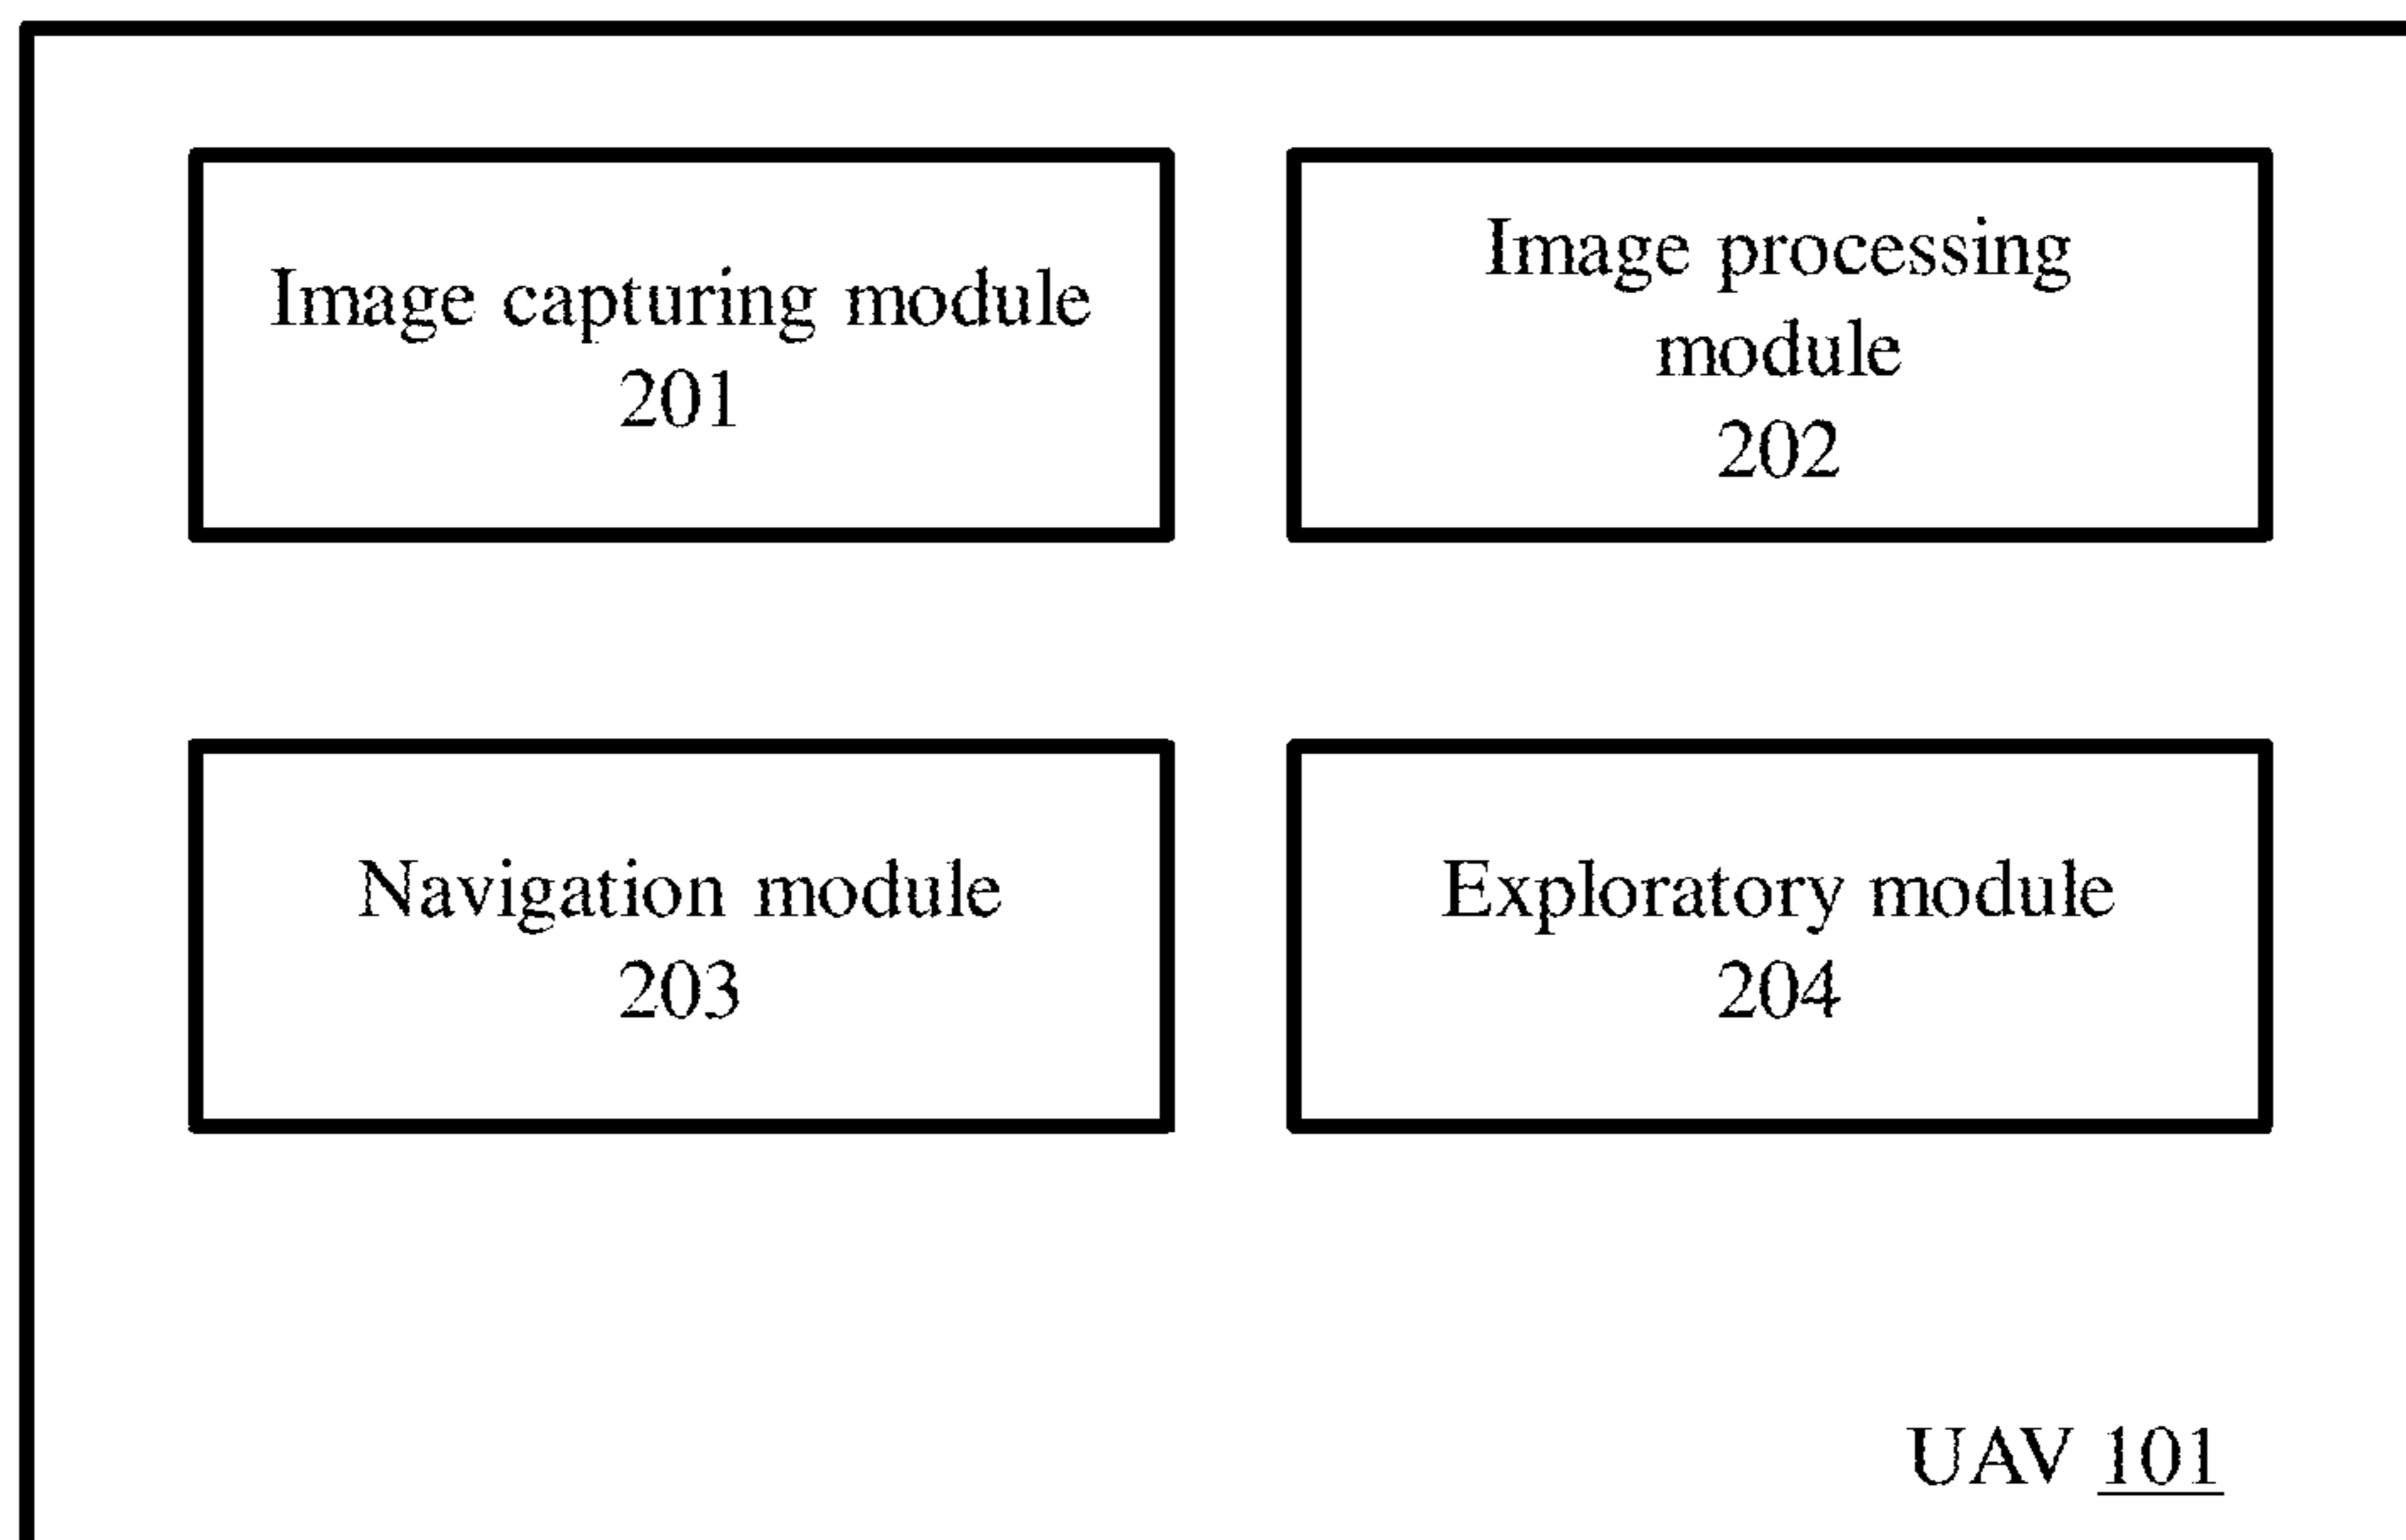 Image capturing module
201
Image processing
module
202
Navigation module
203
Exploratory module
204
UAV 101